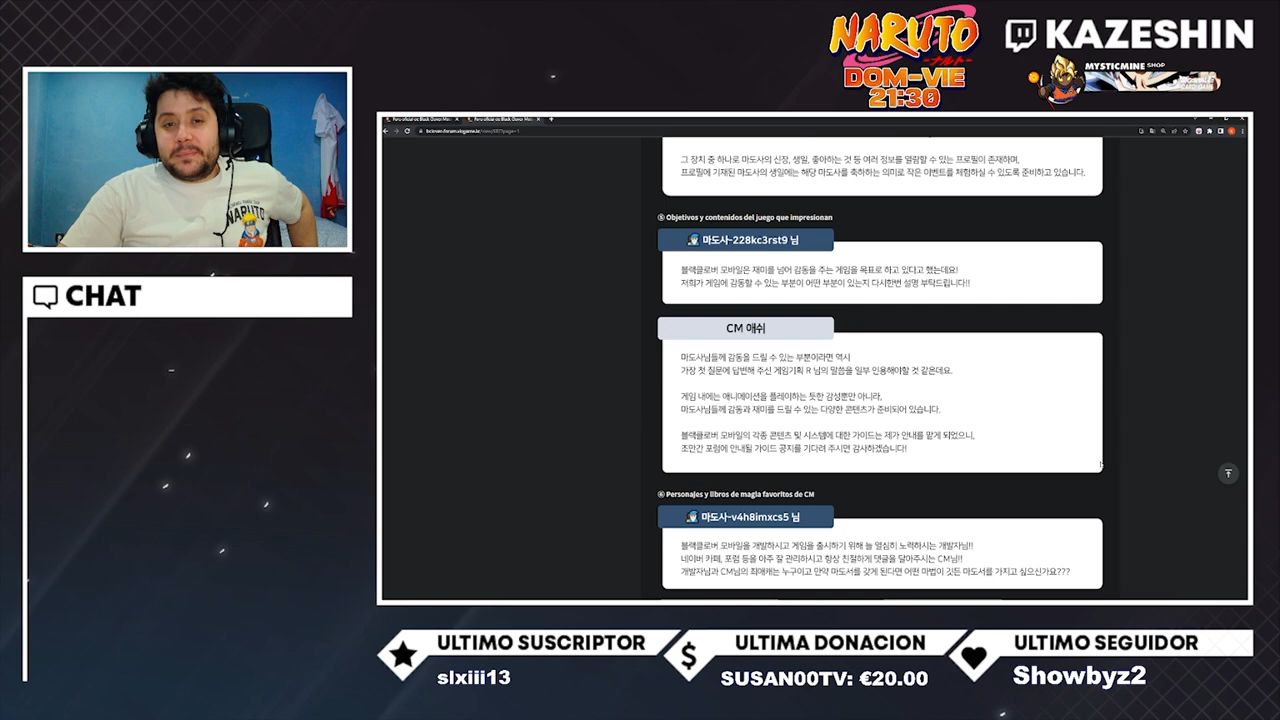 NARUTO
-ナルト-
DOM-VIE
21:30
KAZESHIN
MYSTICMINE SHOP
NARUTO
CHAT
그 장치 중 하나로 마도사의 신장, 생일, 좋아하는 것 등 여러 정보를 열람할 수 있는 프로필이 존재하며,
프로필에 기재된 마도사의 생일에는 해당 마도사를 축하하는 의미로 작은 이벤트를 체험하실 수 있도록 준비하고 있습니다.
⑤ Objetivos y contenidos del juego que impresionan
마도사-228kc3rst9 님
블랙클로버 모바일은 재미를 넘어 감동을 주는 게임을 목표로 하고 있다고 했는데요!
저희가 게임에 감동할 수 있는 부분이 어떤 부분이 있는지 다시한번 설명 부탁드립니다!!
CM 애쉬
마도사님들께 감동을 드릴 수 있는 부분이라면 역시
가장 첫 질문에 답변해 주신 게임기획 R 님의 말씀을 일부 인용해야할 것 같은데요.
게임 내에는 애니메이션을 플레이하는 듯한 감성뿐만 아니라,
마도사님들께 감동과 재미를 드릴 수 있는 다양한 콘텐츠가 준비되어 있습니다.
블랙클로버 모바일의 각종 콘텐츠 및 시스템에 대한 가이드는 제가 안내를 맡게 되었으니,
조만간 포럼에 안내될 가이드 공지를 기다려 주시면 감사하겠습니다!
⑥ Personajes y libros de magia favoritos de CM
마도사-v4h8imxcs5 님
블랙클로버 모바일을 개발하시고 게임을 출시하기 위해 늘 열심히 노력하시는 개발자님!!
네이버 카페, 포럼 등을 아주 잘 관리하시고 항상 친절하게 댓글을 달아주시는 CM님!!
개발자님과 CM님의 최애캐는 누구이고 만약 마도서를 갖게 된다면 어떤 마법이 깃든 마도서를 가지고 싶으신가요???
ULTIMO SUSCRIPTOR
slxiii13
$
ULTIMA DONACION
SUSAN00TV: €20.00
ULTIMO SEGUIDOR
Showbyz2